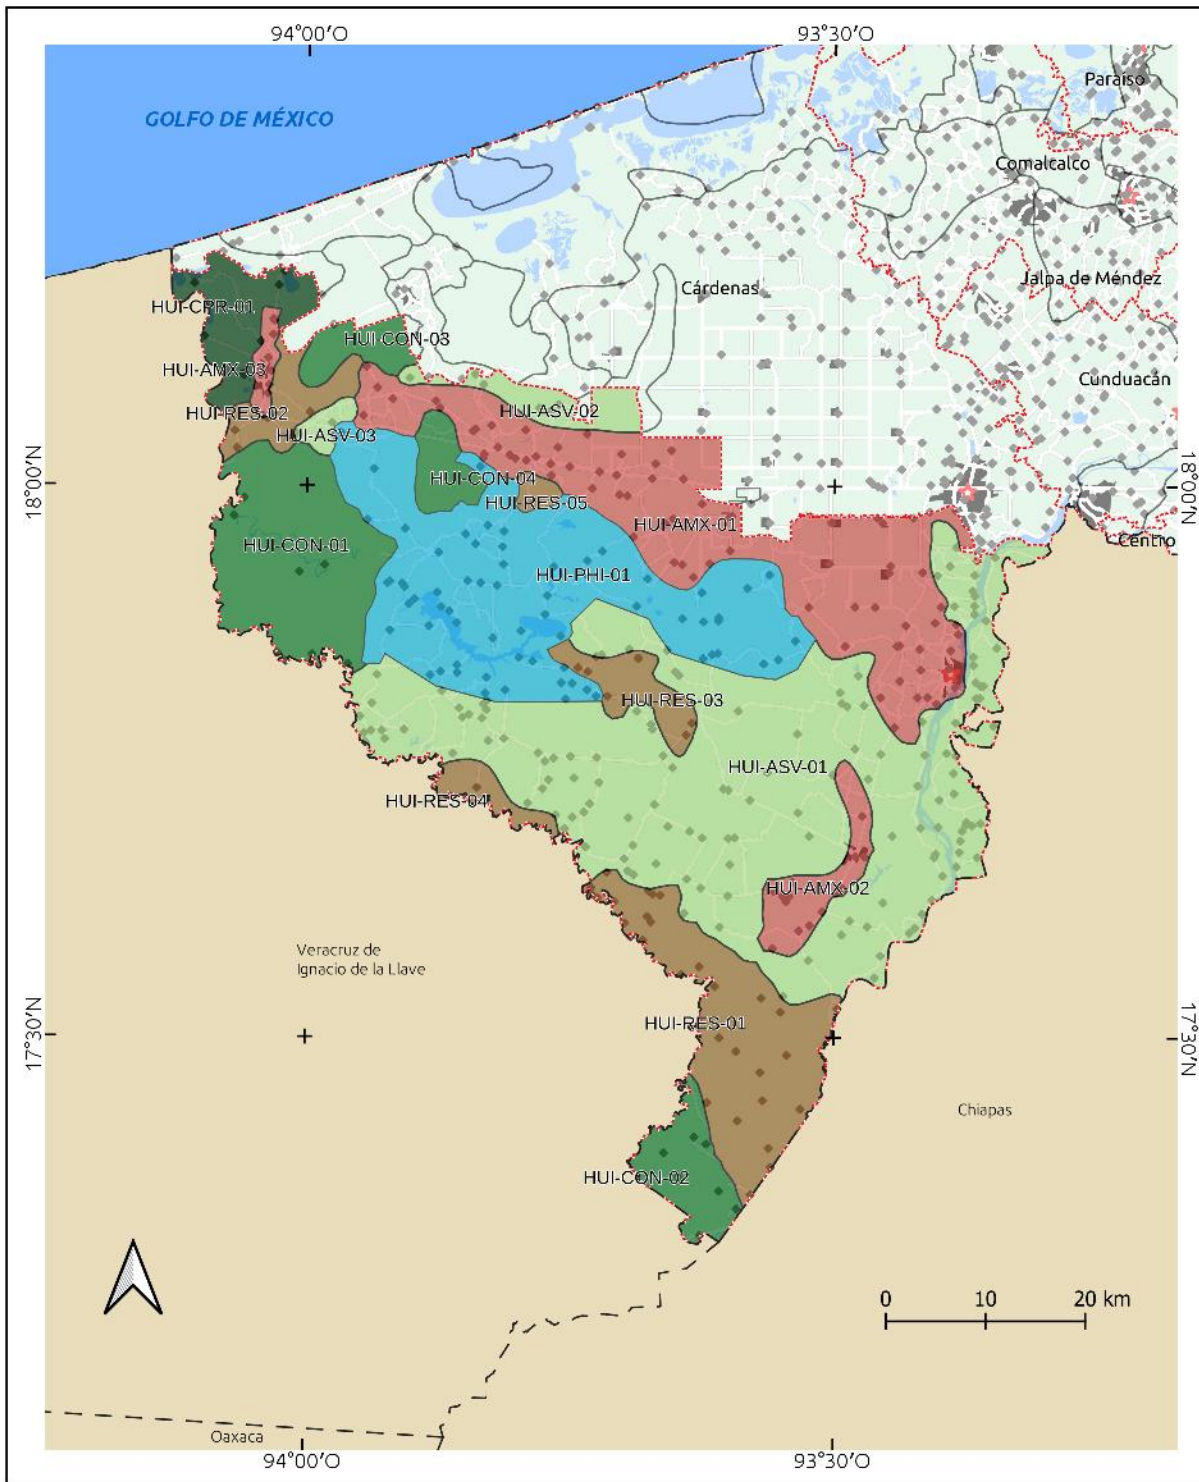 94°00'O
93°30'O
GOLFO DE MÉXICO
Paraíso
Comalcalco
Jalpa de Méndez
Cárdenas
HUI-CPR-01
HUI-CON-03
HUI-AMX-03
Cunduacán
HUI-RES-02
HUI-ASV-02
HUI-ASV-03
18°00'N
18°00'N
HUI-CON-04
HUI-RES-05
HUI-AMX-01
Centro
HUI-CON-01
HUI-PHI-01
HUI-RES-03
HUI-ASV-01
HUI-RES-04
HUI-AMX-02
Veracruz de
Ignacio de la Llave
HUI-RES-01
17°30'N
17°30'N
Chiapas
HUI-CON-02
0 10 20 km
Oaxaca
94°00'O
93°30'O